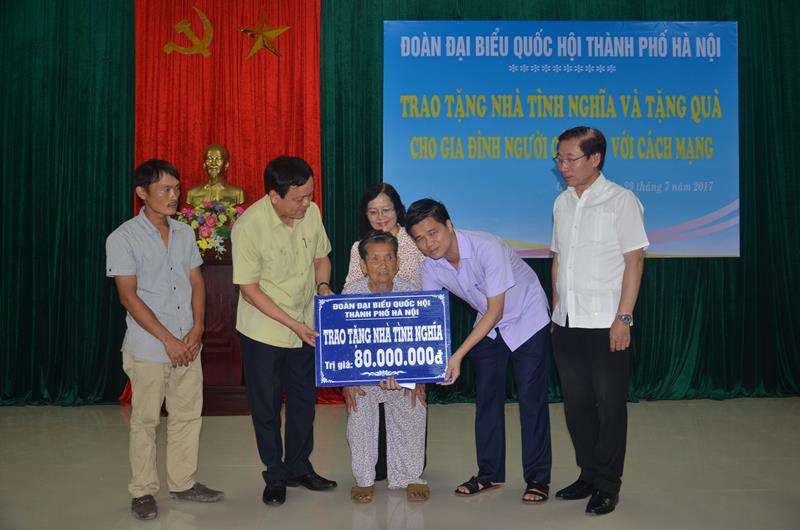 ĐOÀN ĐẠI BIỂU QUỐC HỘI THÀNH PHỐ HÀ NỘI
TRAO TẶNG NHÀ TÌNH NGHĨA VÀ TẶNG QUÀ
CHO GIA ĐÌNH NGƯỜI VỚI CÁCH MẠNG
29 tháng 7 năm 2017
ĐOÀN ĐẠI BIỂU QUỐC HỘI
THÀNH PHỐ HÀ NỘI
TRAO TẶNG NHÀ TÌNH NGHĨA
Trị giá: 80.000.000đ